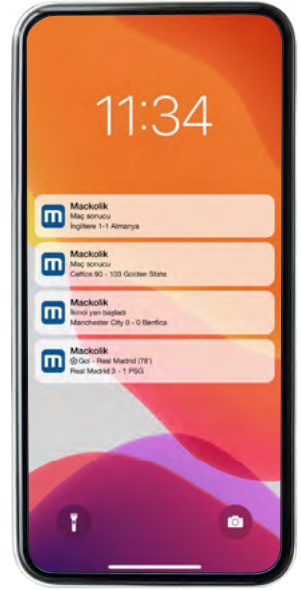 11:34
Mackolik
Maç sonucu
İngiltere 1-1 Almanya
Mackolik
Maç sonucu
Celtics 90 - 103 Golden State
Mackolik
İkinci yarı başladı
Manchester City 0 - 0 Benfica
Mackolik
⚽Gol - Real Madrid (78')
Real Madrid 3 - 1 PSG